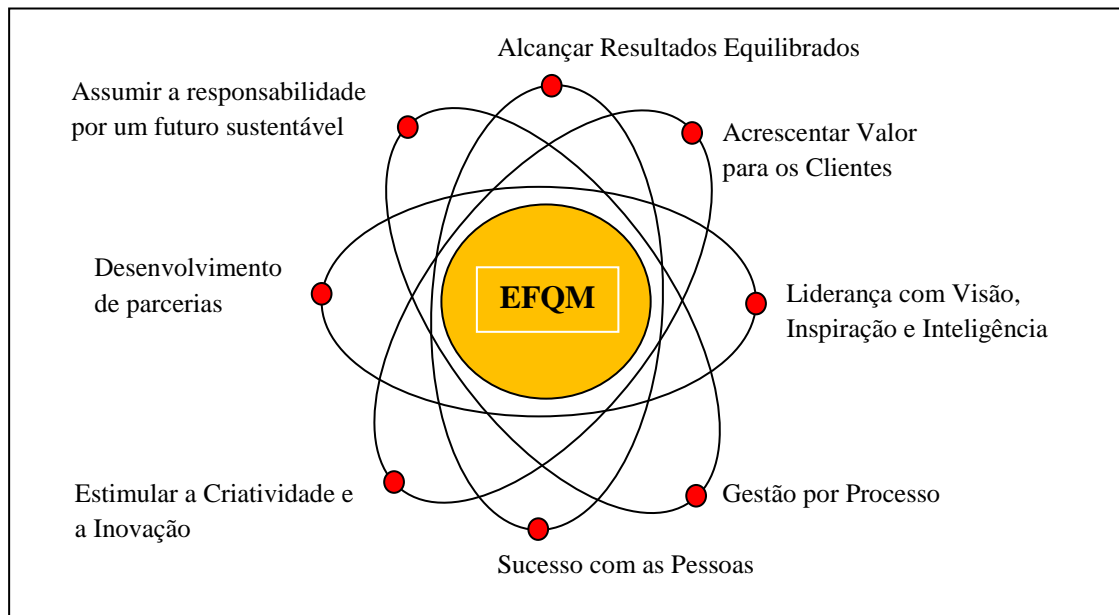 Alcançar Resultados Equilibrados
Assumir a responsabilidade
por um futuro sustentável
Acrescentar Valor
para os Clientes
Desenvolvimento
de parcerias
EFQM
Liderança com Visão,
Inspiração e Inteligência
Estimular a Criatividade e
a Inovação
Gestão por Processo
Sucesso com as Pessoas